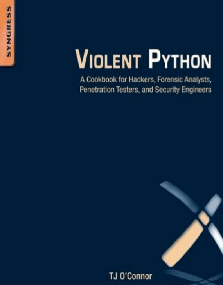 SYNGRESS
VIOLENT PYTHON
A Cookbook for Hackers, Forensic Analysts,
Penetration Testers, and Security Engineers
TJ O'Connor